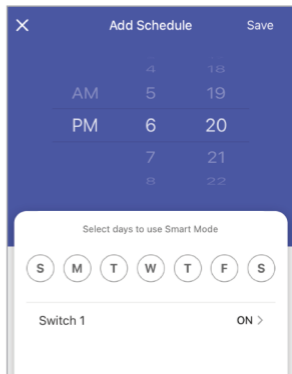 Add Schedule Save
4 18
AM 5 19
PM 6 20
7 21
8 22
Select days to use Smart Mode
S M T W T F S
Switch 1 ON >